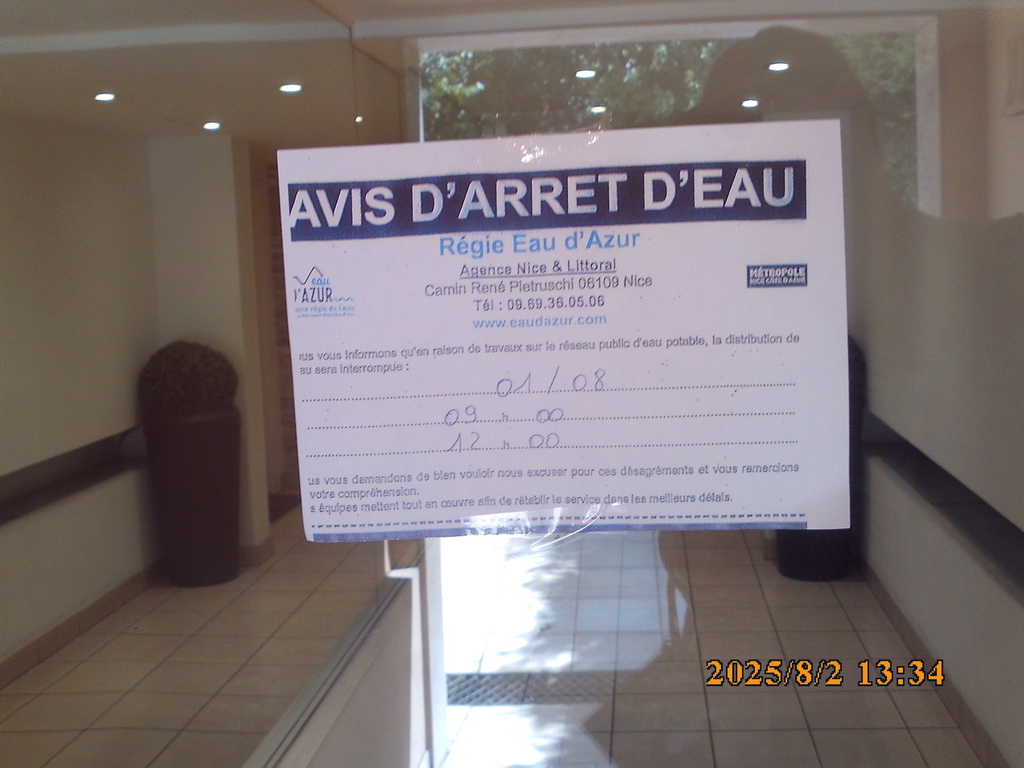 AVIS D'ARRET D'EAU
Régie Eau d'Azur
Agence Nice & Littoral
eau
D'AZUR
MÉTROPOLE
NICE CÔTE D'AZUR
Camin René Pietruschi 06109 Nice
Tél : 09.69.36.05.06
www.eaudazur.com
us vous informons qu'en raison de travaux sur le réseau public d'eau potable, la distribution de
au sera interrompue :
01/08
09 h 00
12 h 00
us vous demandons de bien vouloir nous excuser pour ces désagréments et vous remercions
votre compréhension.
s équipes mettent tout en œuvre afin de rétablir le service dans les meilleurs délais.
2025/8/2 13:34